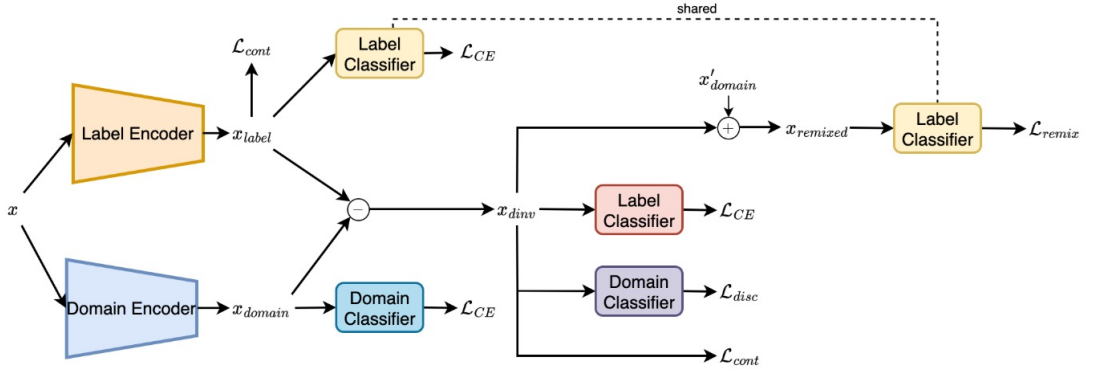 shared
Label
Classifier
ℒ_CE
ℒ_cont
x'_domain
Label Encoder
x_label
+
x_remixed
Label
Classifier
ℒ_remix
x
−
x_dinv
Label
Classifier
ℒ_CE
Domain Encoder
x_domain
Domain
Classifier
ℒ_CE
Domain
Classifier
ℒ_disc
ℒ_cont